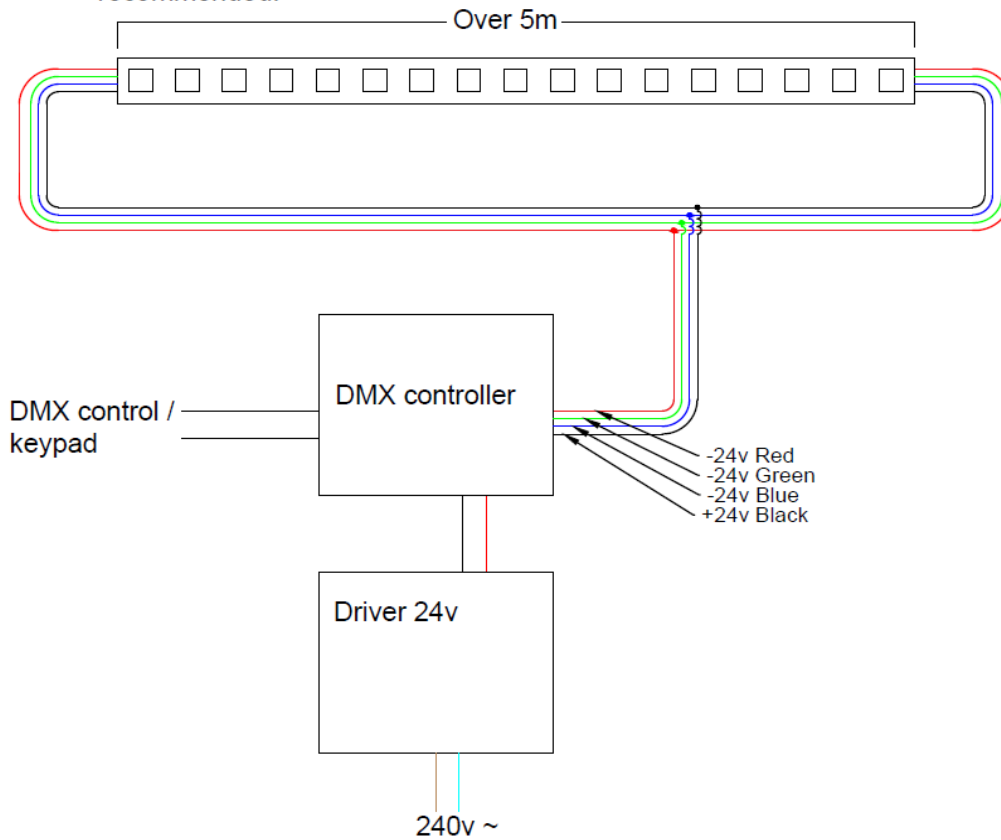 Over 5m
DMX controller
DMX control /
keypad
-24v Red
-24v Green
-24v Blue
+24v Black
Driver 24v
240v ~